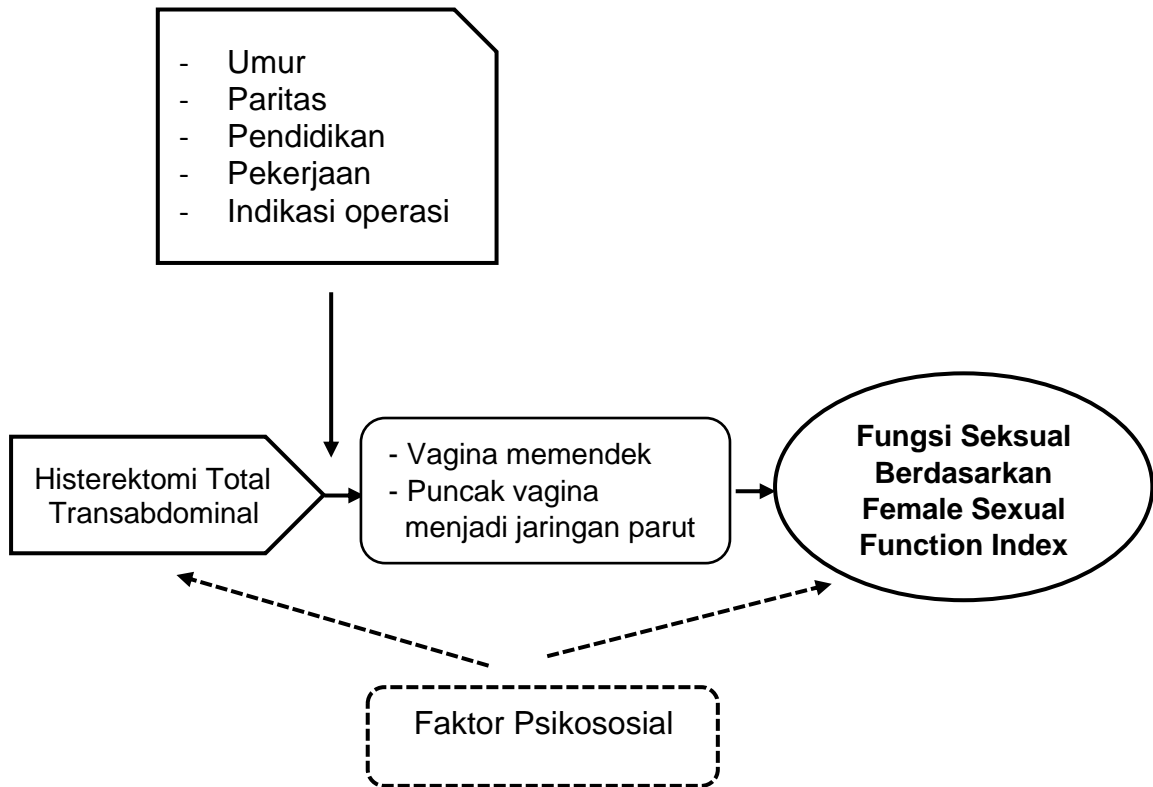 - Umur
- Paritas
- Pendidikan
- Pekerjaan
- Indikasi operasi
Histerektomi Total
Transabdominal
- Vagina memendek
- Puncak vagina
menjadi jaringan parut
Fungsi Seksual
Berdasarkan
Female Sexual
Function Index
Faktor Psikososial